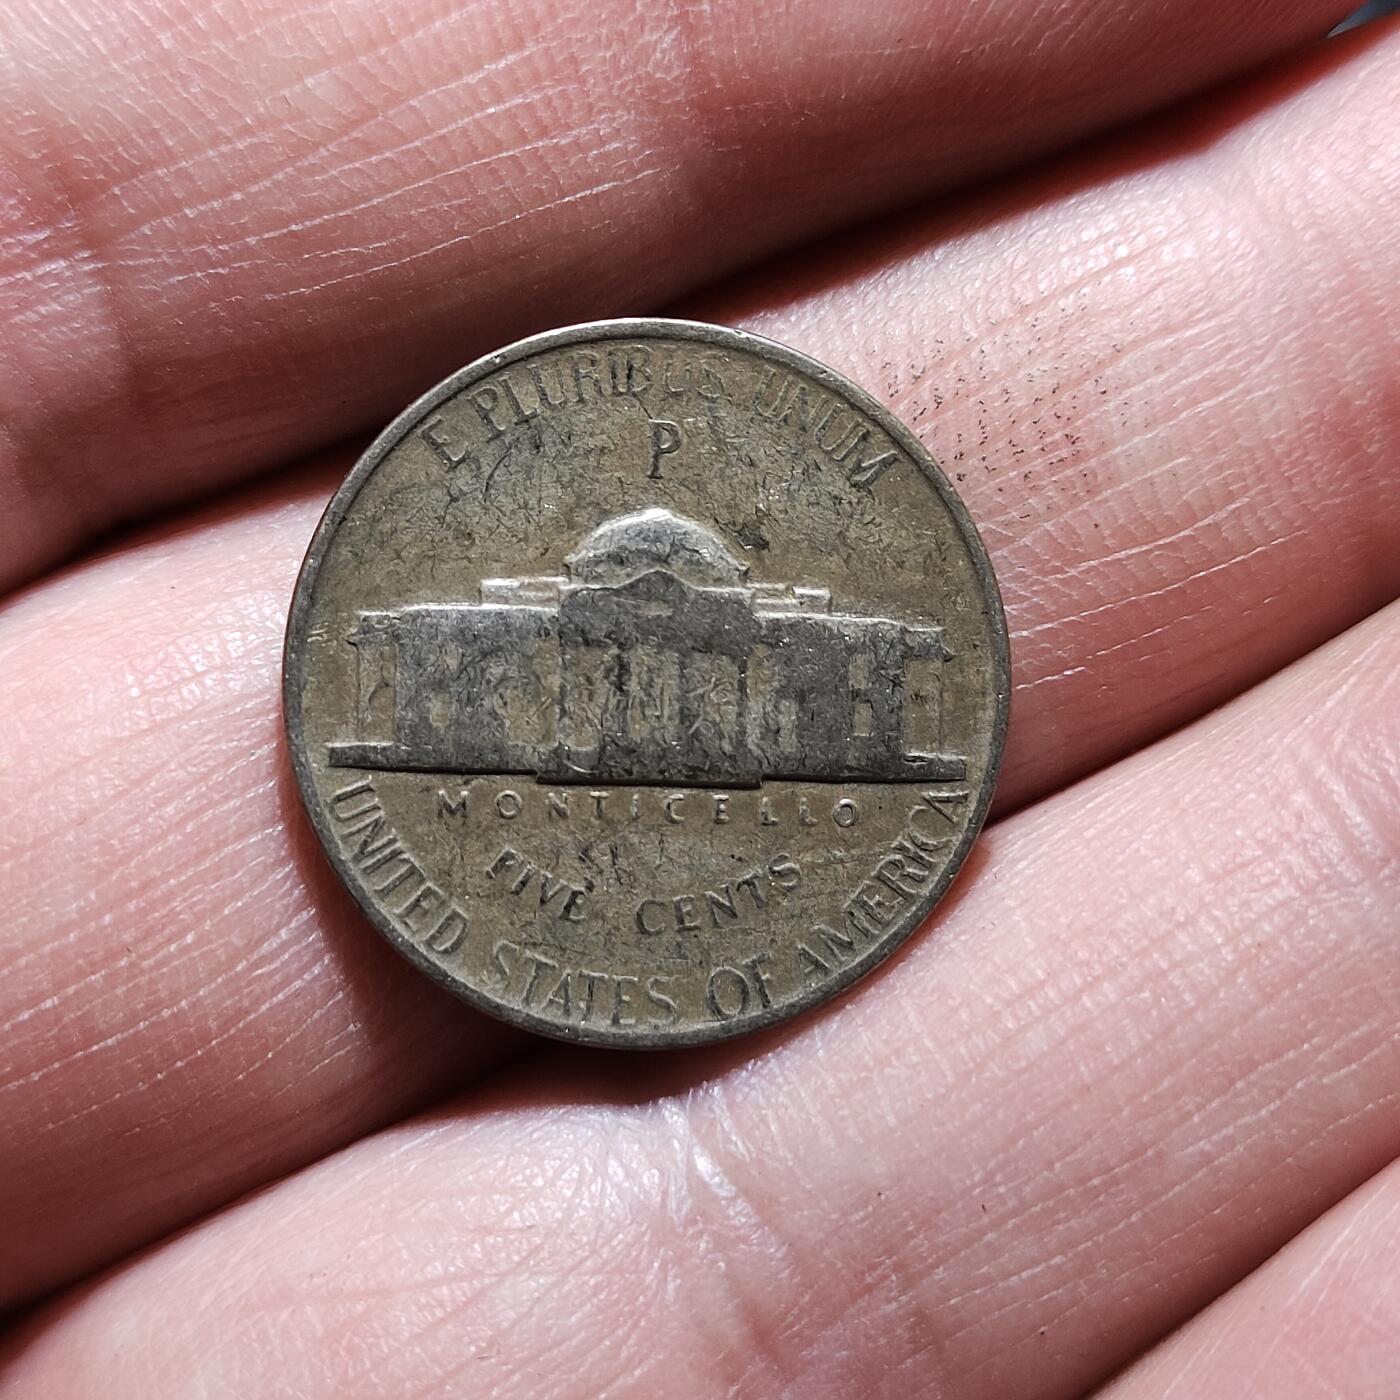 E PLURIBUS UNUM
P
MONTICELLO
FIVE CENTS
UNITED STATES OF AMERICA